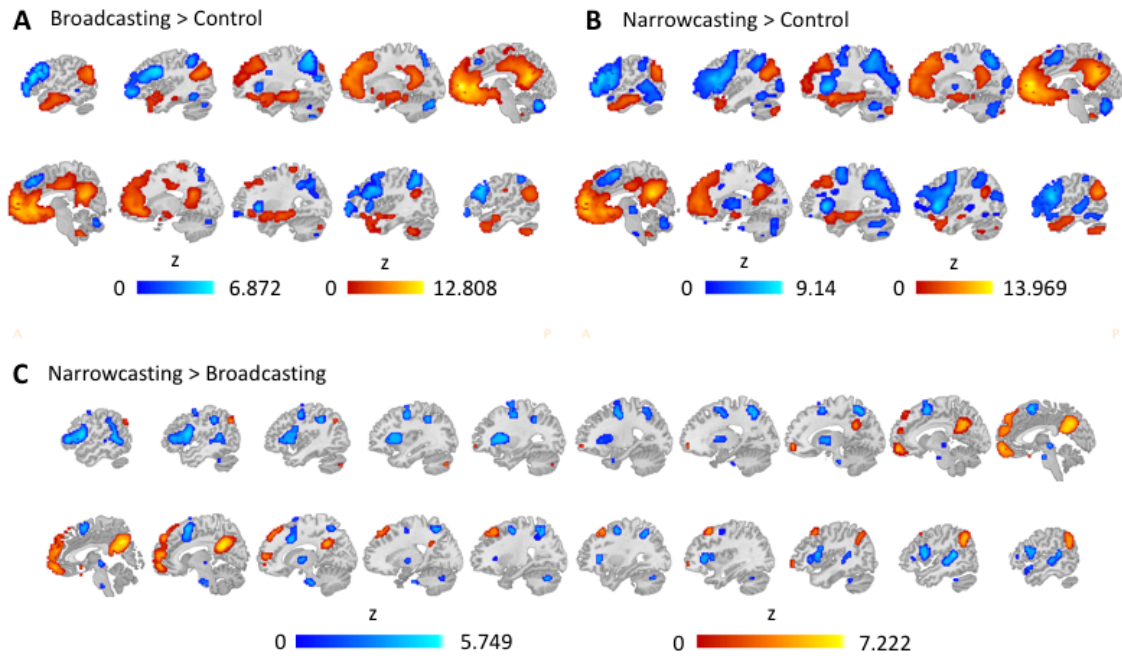 A Broadcasting > Control
B Narrowcasting > Control
z z
0 6.872 0 12.808
z z
0 9.14 0 13.969
A P A P
C Narrowcasting > Broadcasting
z z
0 5.749 0 7.222